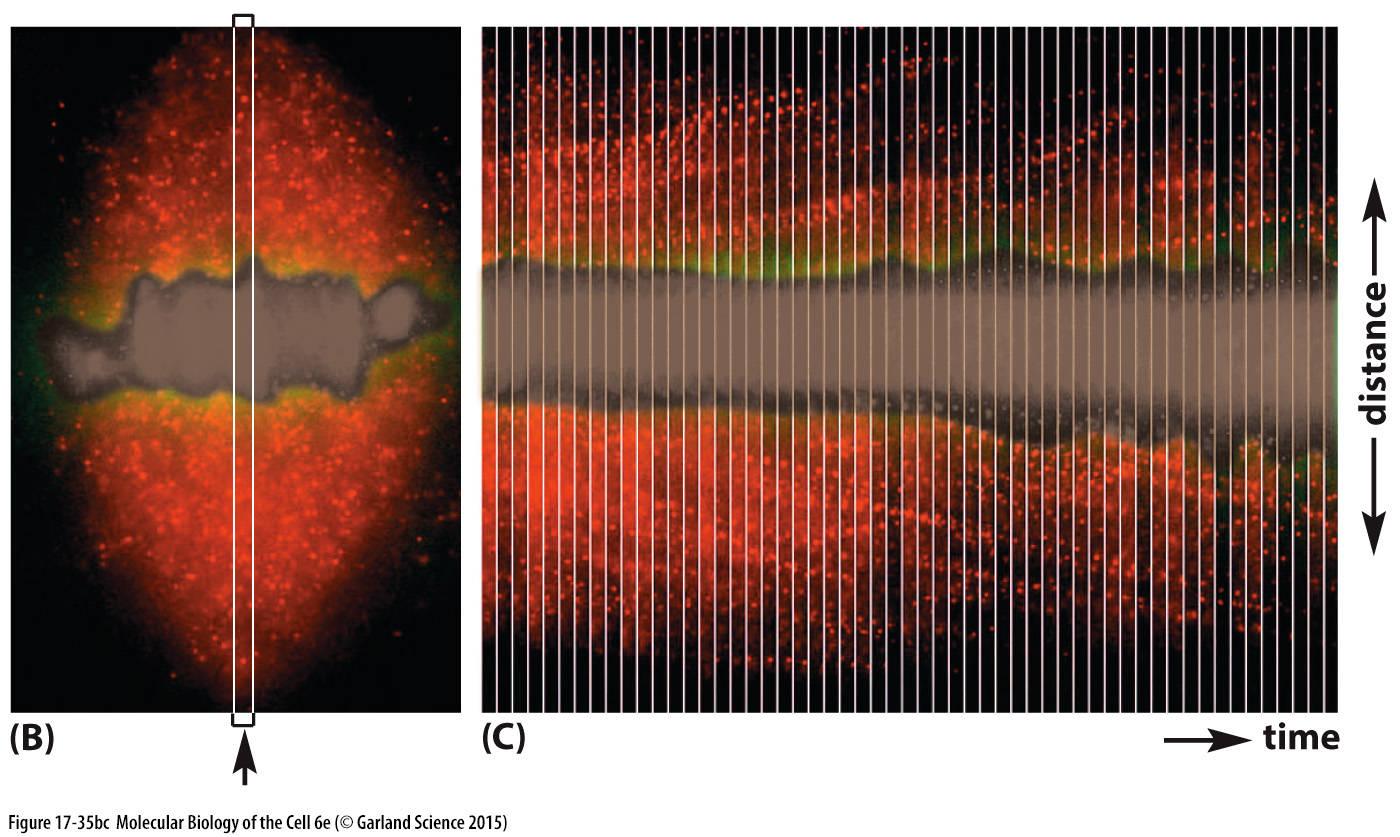 distance
(B)
(C)
time
Figure 17-35bc Molecular Biology of the Cell 6e (© Garland Science 2015)